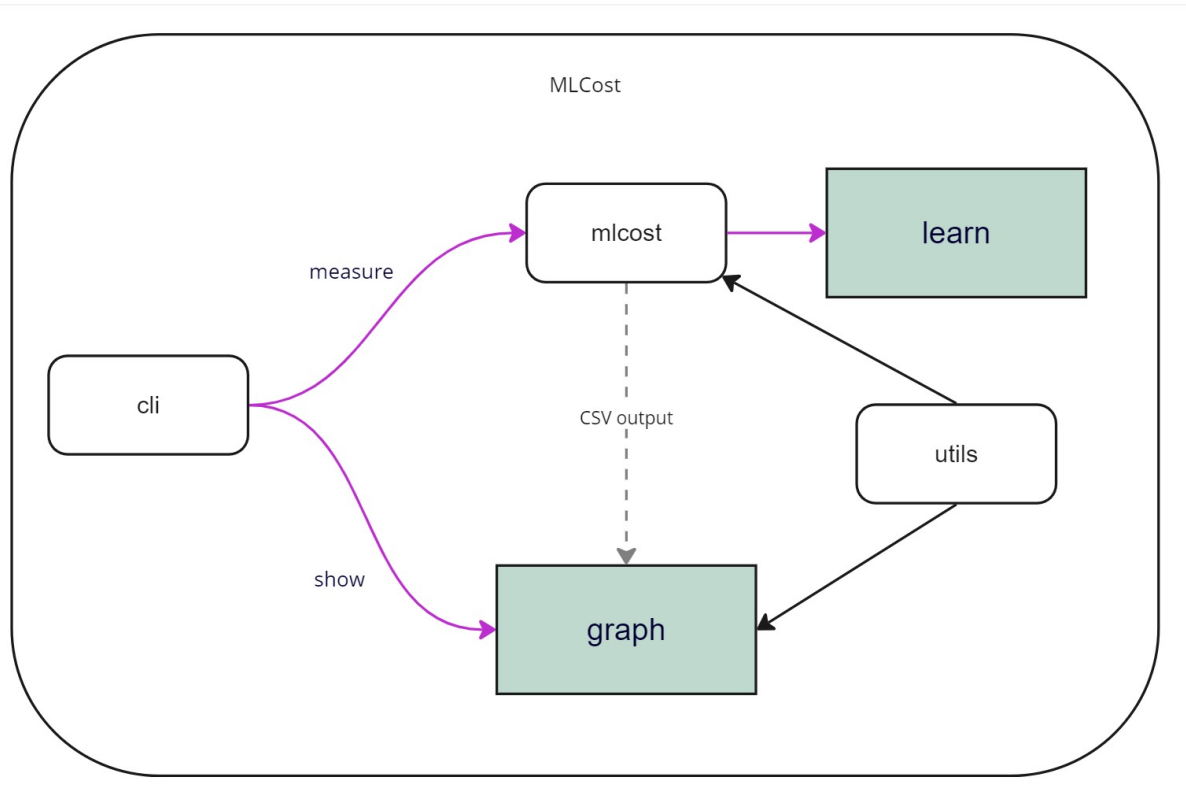 MLCost
mlcost
learn
measure
cli
CSV output
utils
show
graph